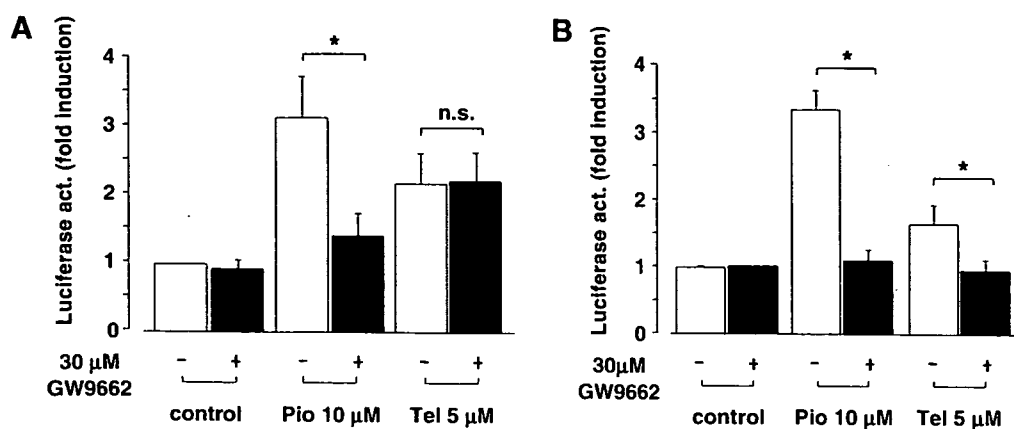 A
Luciferase act. (fold induction)
4
3
2
1
0
*
n.s.
30 μM
GW9662
- + - + - +
control Pio 10 μM Tel 5 μM
B
Luciferase act. (fold induction)
4
3
2
1
0
*
*
30μM
GW9662
- + - + - +
control Pio 10 μM Tel 5 μM